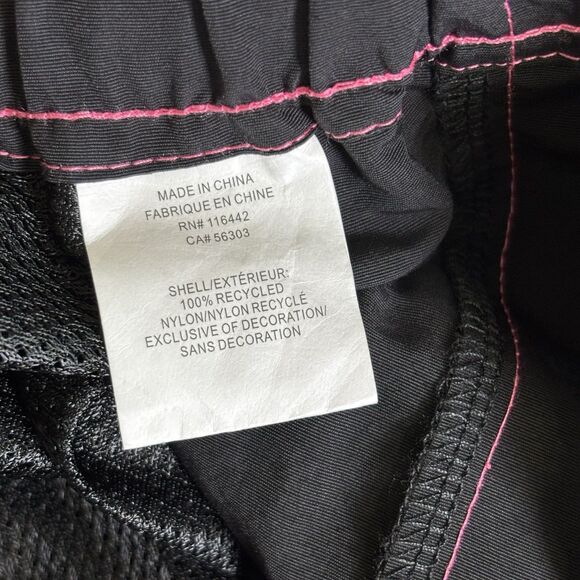 MADE IN CHINA
FABRIQUE EN CHINE
RN# 116442
CA# 56303
SHELL/EXTÉRIEUR:
100% RECYCLED
NYLON/NYLON RECYCLÉ
EXCLUSIVE OF DECORATION/
SANS DECORATION